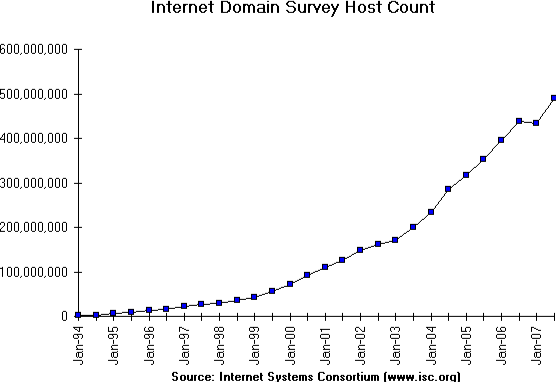 Internet Domain Survey Host Count
600,000,000
500,000,000
400,000,000
300,000,000
200,000,000
100,000,000
0
Jan-94
Jan-95
Jan-96
Jan-97
Jan-98
Jan-99
Jan-00
Jan-01
Jan-02
Jan-03
Jan-04
Jan-05
Jan-06
Jan-07
Source: Internet Systems Consortium (www.isc.org)